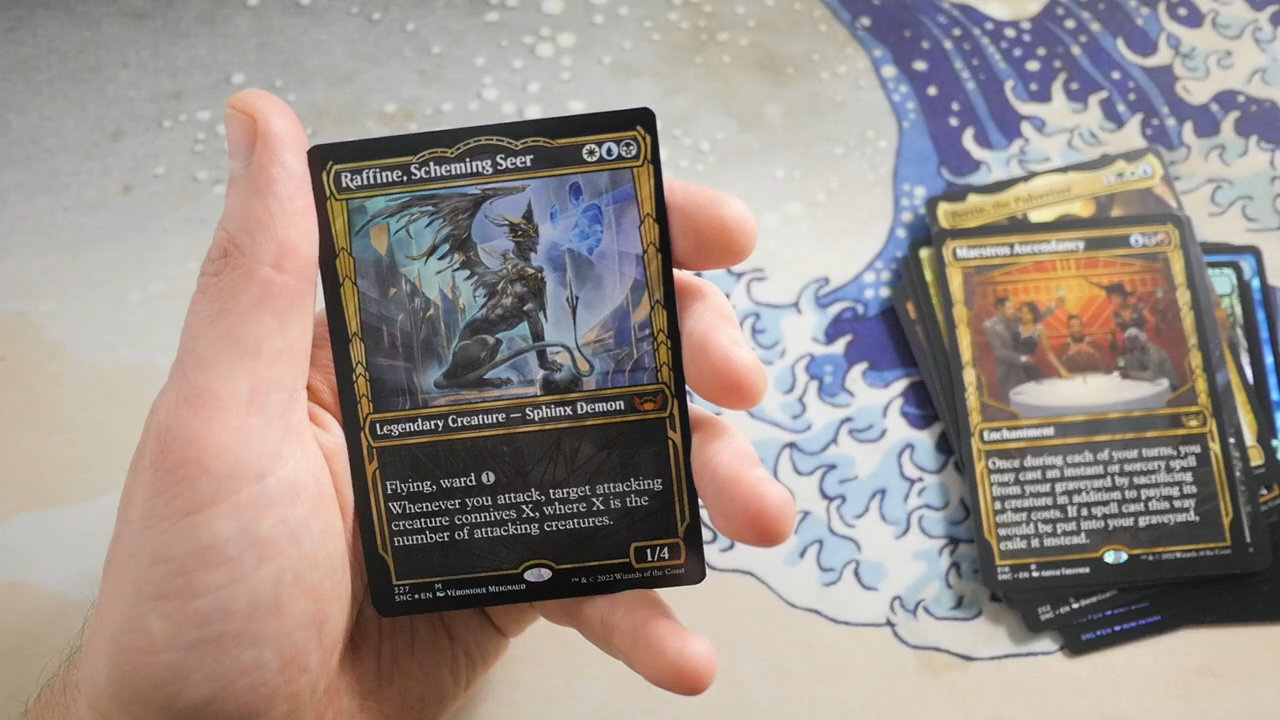 Raffine, Scheming Seer
Legendary Creature — Sphinx Demon
Flying, ward 1
Whenever you attack, target attacking
creature connives X, where X is the
number of attacking creatures.
1/4
327 M
SNC ★ EN VÉRONIQUE MEIGNAUD
™ & © 2022 Wizards of the Coast
Perrie, the Pulverizer
Maestros Ascendancy
Enchantment
Once during each of your turns, you
may cast an instant or sorcery spell
from your graveyard by sacrificing
a creature in addition to paying its
other costs. If a spell cast this way
would be put into your graveyard,
exile it instead.
SNC • EN
™ & © 2022 Wizards of the Coast